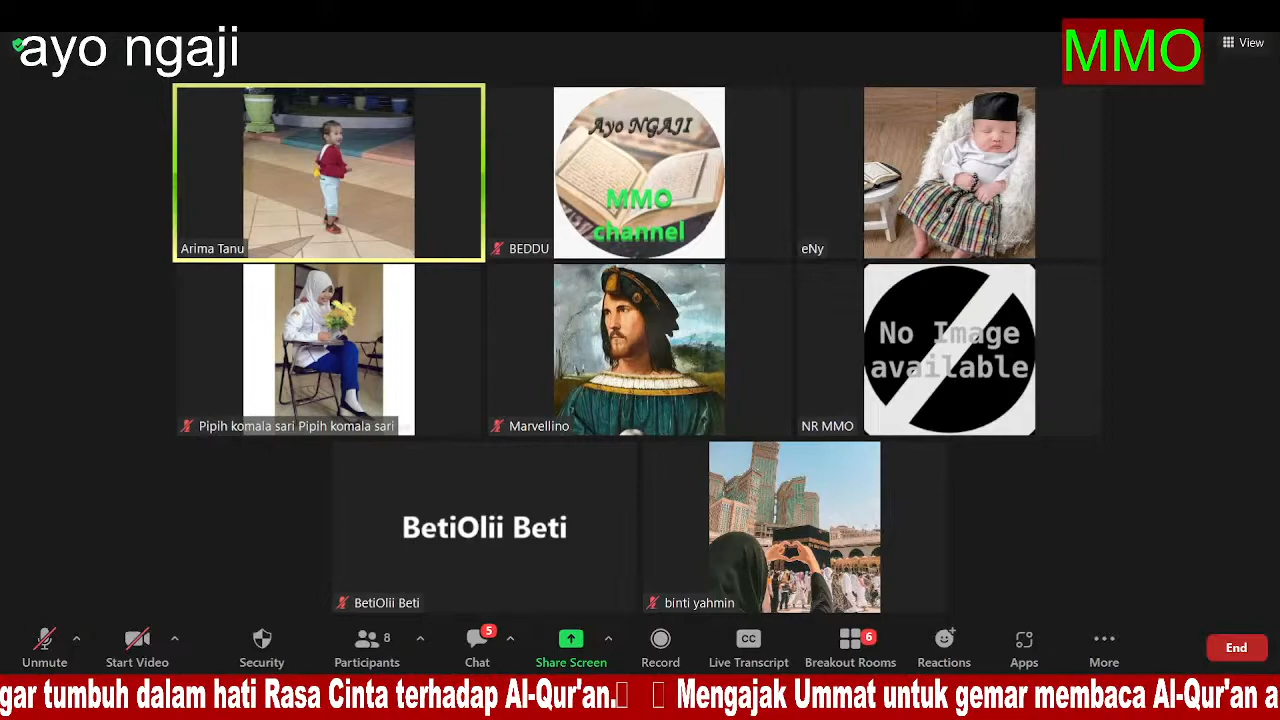 ayo ngaji
MMO
View
Ayo NGAJI
MMO
channel
Arima Tanu
BEDDU
eNy
No Image
available
Pipih komala sari Pipih komala sari
Marvellino
NR MMO
BetiOlii Beti
BetiOlii Beti
binti yahmin
Unmute
Start Video
Security
8
Participants
5
Chat
Share Screen
Record
CC
Live Transcript
6
Breakout Rooms
Reactions
Apps
More
End
gar tumbuh dalam hati Rasa Cinta terhadap Al-Qur'an. Mengajak Ummat untuk gemar membaca Al-Qur'an a